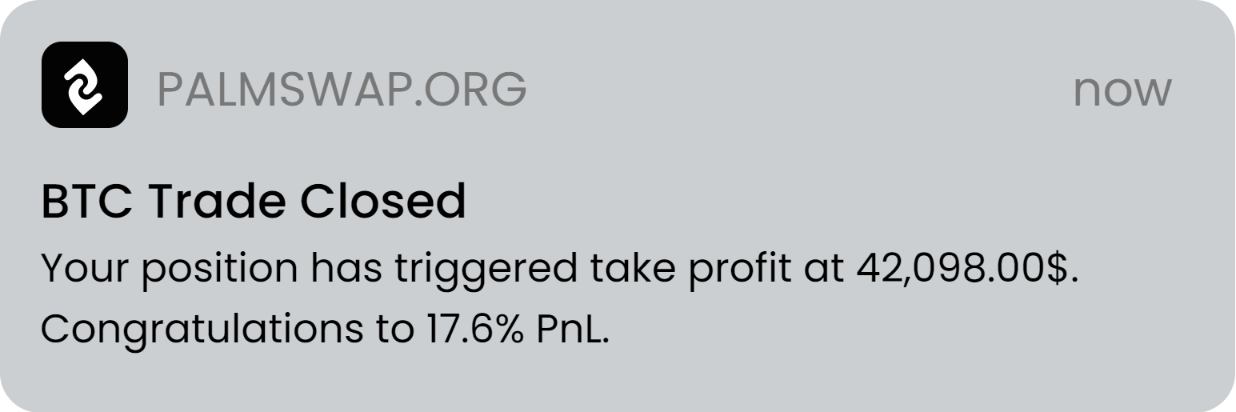 PALMSWAP.ORG
now
BTC Trade Closed
Your position has triggered take profit at 42,098.00$.
Congratulations to 17.6% PnL.